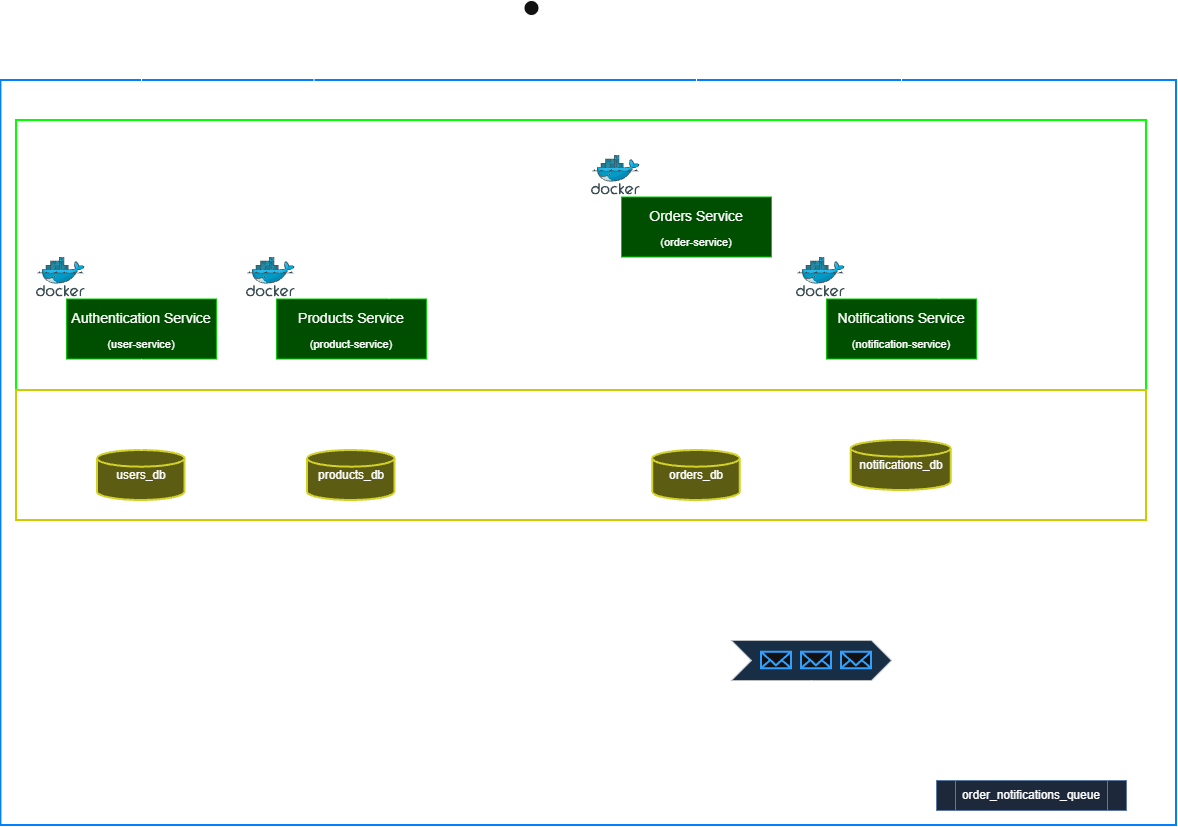 docker
Orders Service
(order-service)
docker
docker
docker
Authentication Service
(user-service)
Products Service
(product-service)
Notifications Service
(notification-service)
users_db
products_db
orders_db
notifications_db
order_notifications_queue